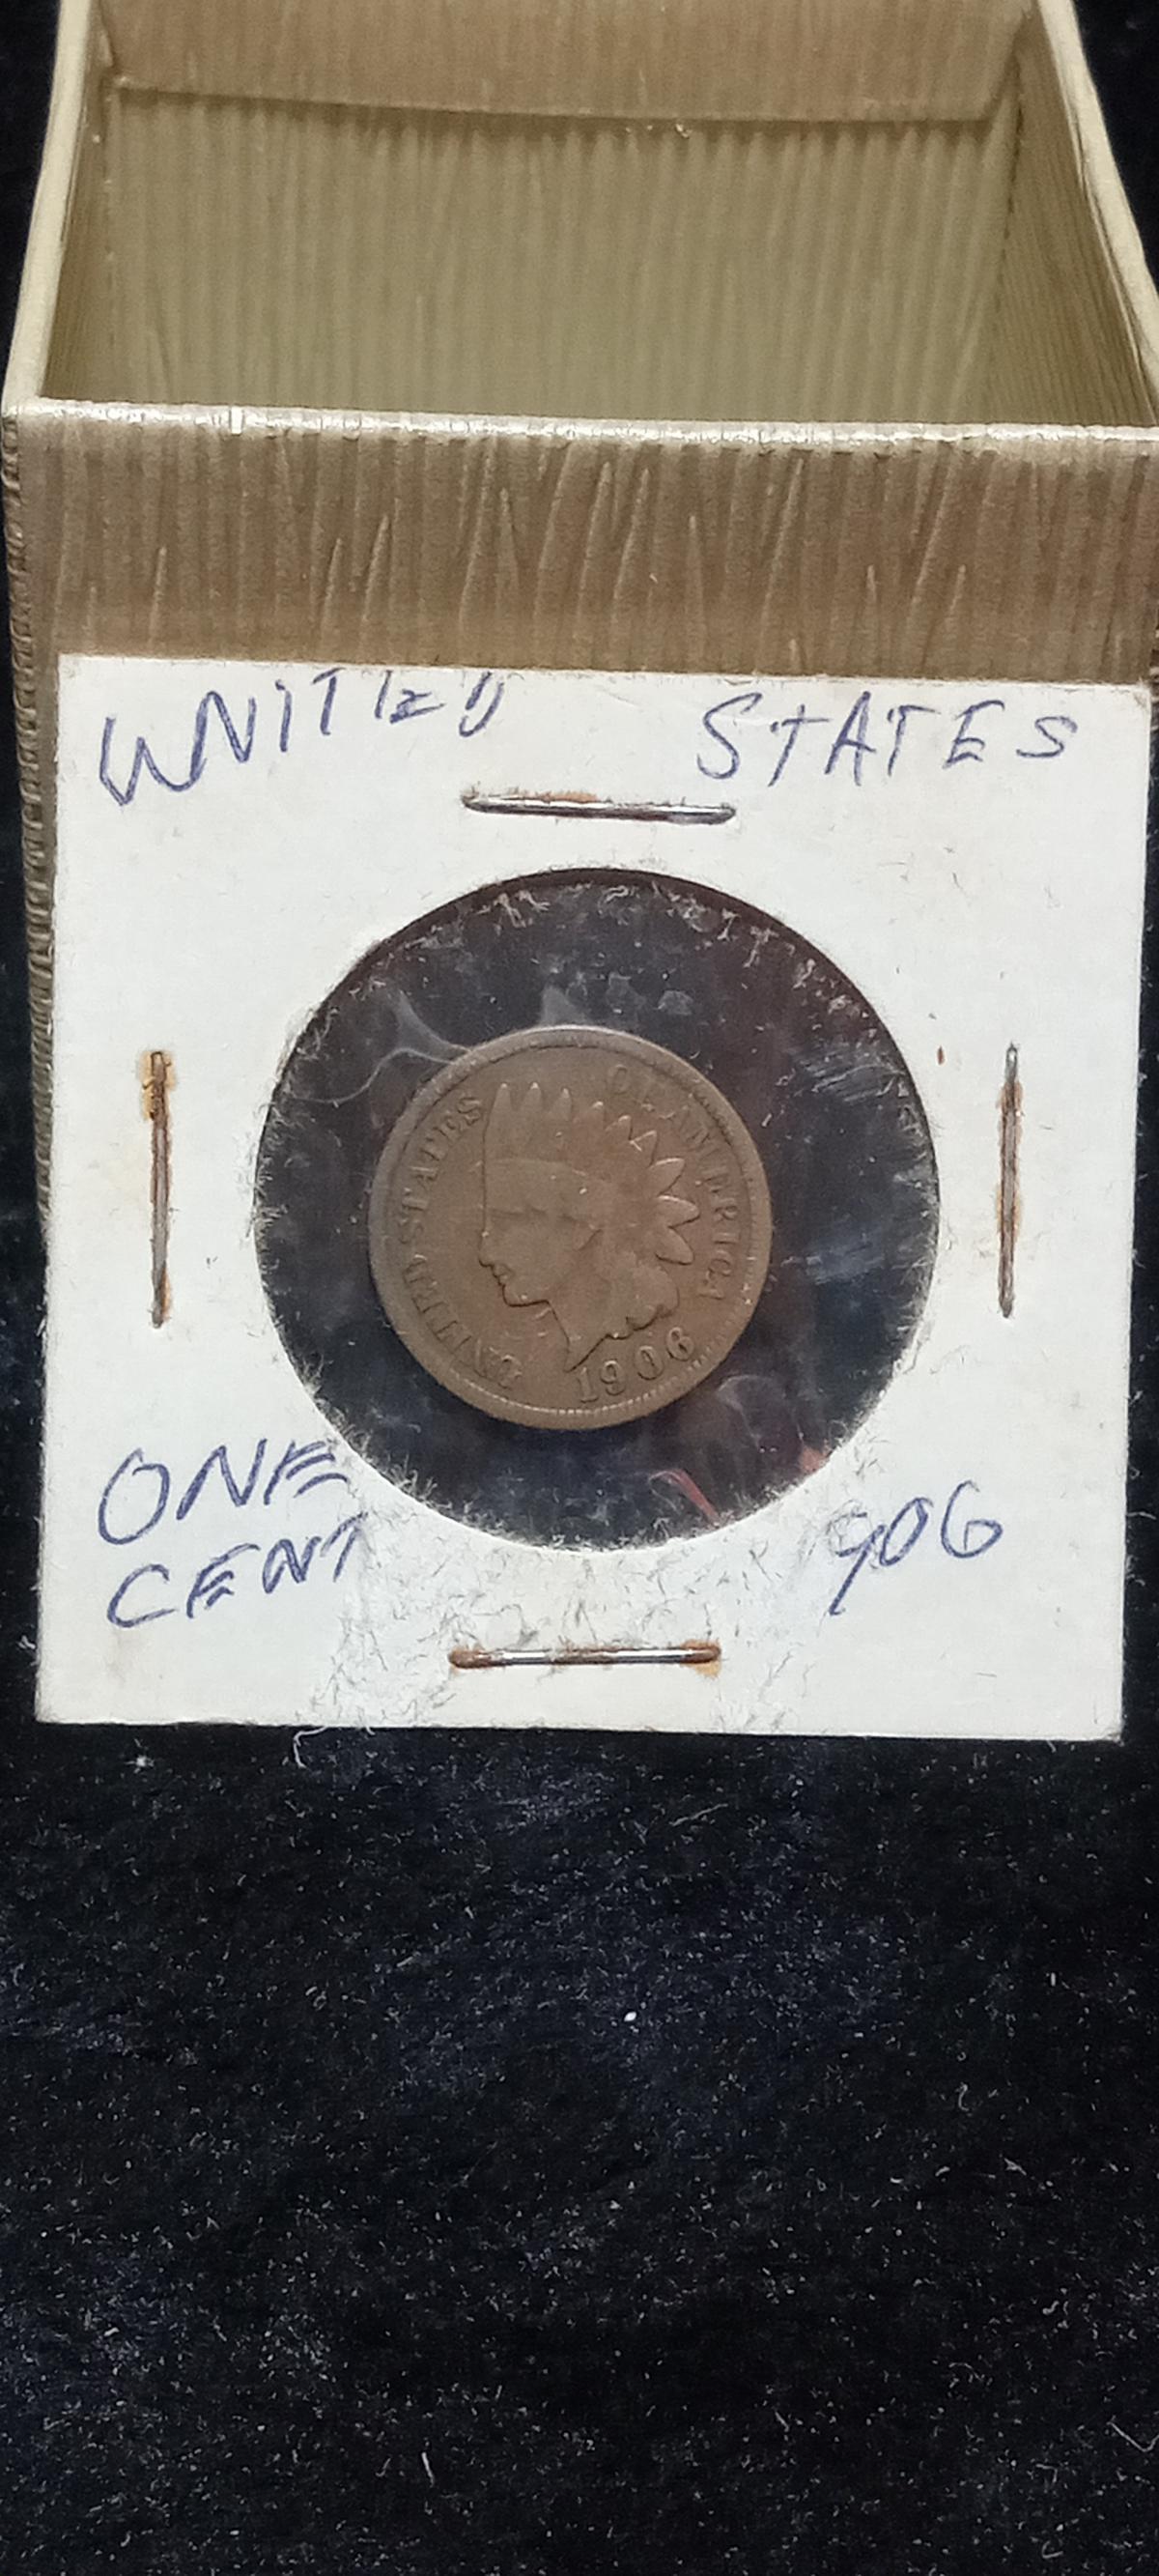 UNITED STATES
UNITED STATES OF AMERICA
1906
ONE 906
CENT